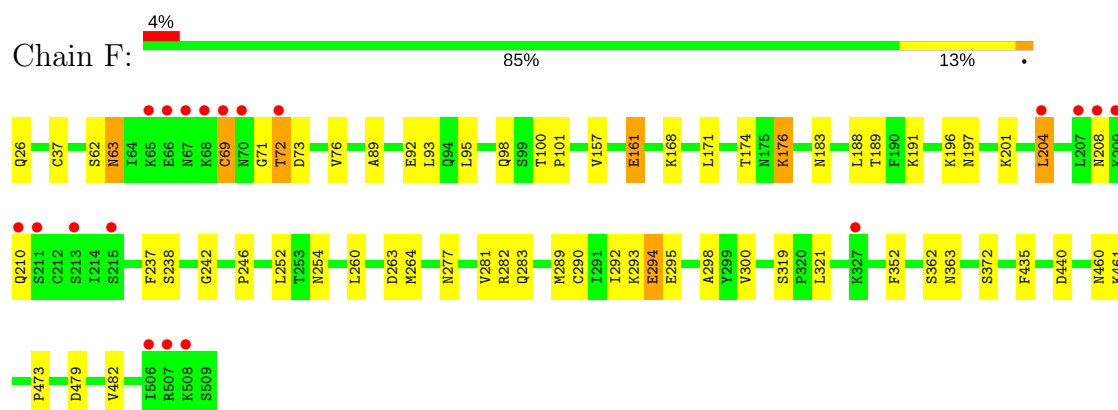 4%
Chain F:
85% 13% •
Q26 C37 S62 N63 I64 K65 E66 N67 K68 C69 N70 G71 T72 D73 V76 A89 E92 L93 Q94 L95 Q98 S99 T100 P101 V157 E161 K168 L171 T174 N175 K176 N183 L188 T189 F190 K191 K196 N197 K201 L204 L207 N208 K209
Q210 S211 C212 S213 I214 S215 F237 S238 G242 P246 L252 T253 N254 L260 D263 M264 N277 V281 R282 Q283 M289 C290 I291 I292 K293 E294 E295 A298 Y299 V300 S319 P320 L321 K327 F352 S362 N363 S372 F435 D440 N460 K461
P473 D479 V482 I506 R507 K508 S509